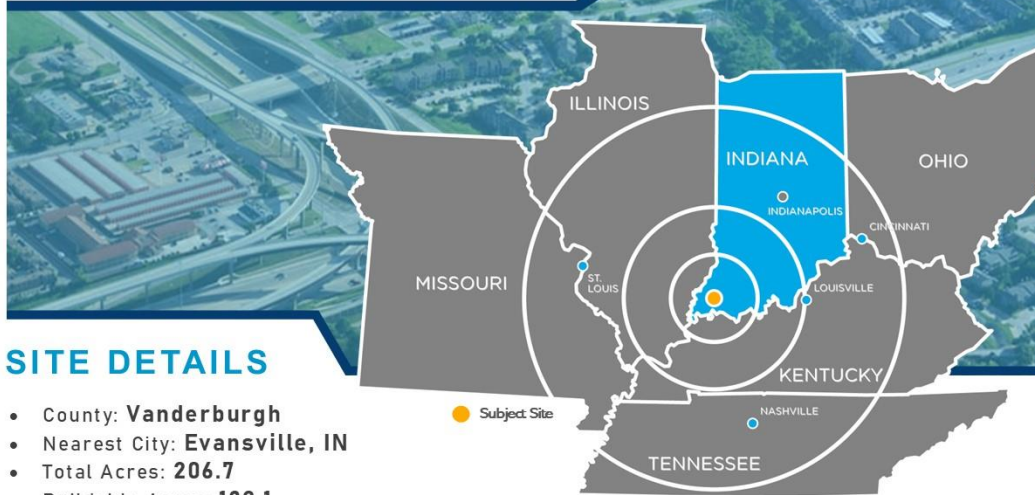 ILLINOIS
INDIANA
OHIO
INDIANAPOLIS
CINCINNATI
MISSOURI
ST.
LOUIS
LOUISVILLE
KENTUCKY
SITE DETAILS
Subject Site
NASHVILLE
TENNESSEE
• County: Vanderburgh
• Nearest City: Evansville, IN
• Total Acres: 206.7